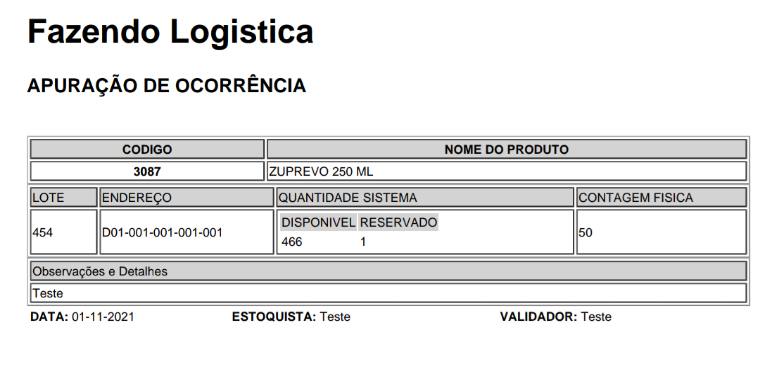 Fazendo Logistica
APURAÇÃO DE OCORRÊNCIA
CODIGO NOME DO PRODUTO
3087 ZUPREVO 250 ML
LOTE ENDEREÇO QUANTIDADE SISTEMA CONTAGEM FISICA
DISPONIVEL RESERVADO
454 D01-001-001-001-001 466 1 50
Observações e Detalhes
Teste
DATA: 01-11-2021 ESTOQUISTA: Teste VALIDADOR: Teste